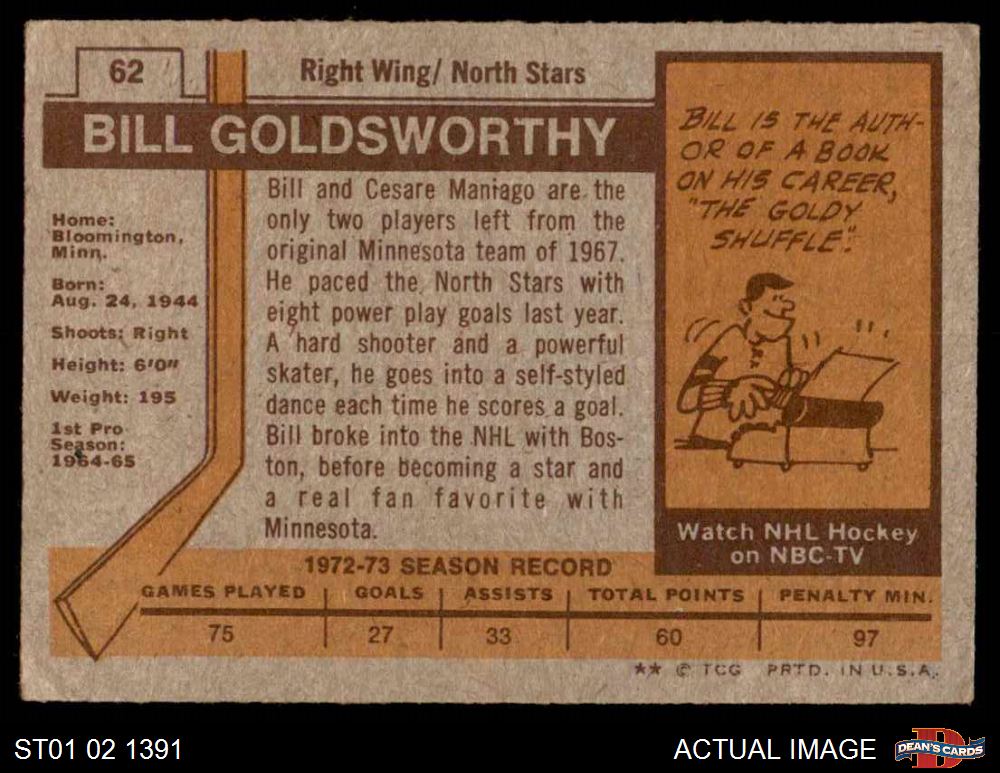 62
Right Wing/ North Stars
BILL GOLDSWORTHY
Home:
Bloomington,
Minn.
Born:
Aug. 24, 1944
Shoots: Right
Height: 6'0"
Weight: 195
1st Pro
Season:
1964-65
Bill and Cesare Maniago are the
only two players left from the
original Minnesota team of 1967.
He paced the North Stars with
eight power play goals last year.
A hard shooter and a powerful
skater, he goes into a self-styled
dance each time he scores a goal.
Bill broke into the NHL with Bos-
ton, before becoming a star and
a real fan favorite with
Minnesota.
BILL IS THE AUTH-
OR OF A BOOK
ON HIS CAREER,
"THE GOLDY
SHUFFLE".
Watch NHL Hockey
on NBC-TV
1972-73 SEASON RECORD
GAMES PLAYED GOALS ASSISTS TOTAL POINTS PENALTY MIN.
75 27 33 60 97
** © TCG PRTD. IN U.S.A.
ST01 02 1391
ACTUAL IMAGE
D
DEAN'S CARDS